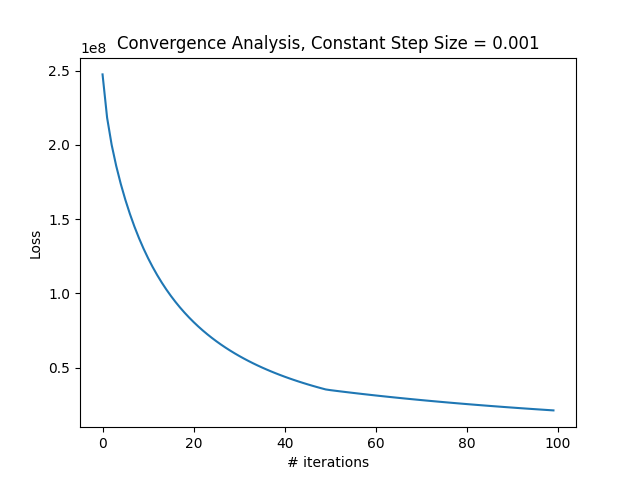 Convergence Analysis, Constant Step Size = 0.001
1e8
2.5
2.0
1.5
1.0
0.5
Loss
0 20 40 60 80 100
# iterations